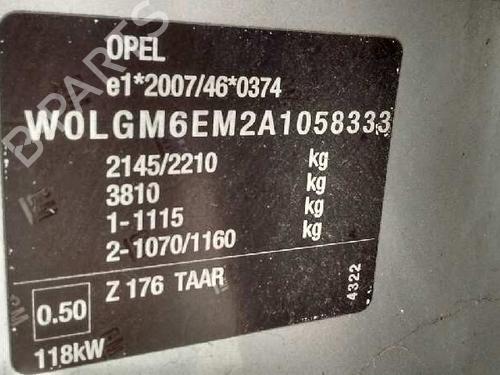 OPEL
e1*2007/46*0374
W0LGM6EM2A1058333
2145/2210 kg
3810 kg
1-1115 kg
2-1070/1160 kg
0.50 Z 176 TAAR
4322
118kW
B-PARTS